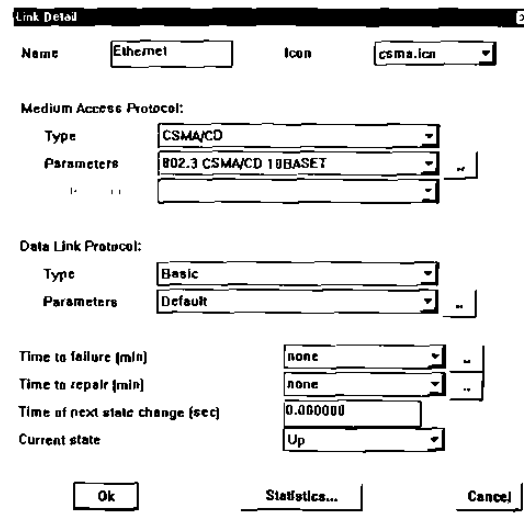 Link Detail
Name Ethernet Icon csma.icn
Medium Access Protocol:
Type CSMA/CD
Parameters 802.3 CSMA/CD 10BASET ..
Data Link Protocol:
Type Basic
Parameters Default ..
Time to failure (min) none ..
Time to repair (min) none ..
Time of next state change (sec) 0.000000
Current state Up
Ok Statistics... Cancel